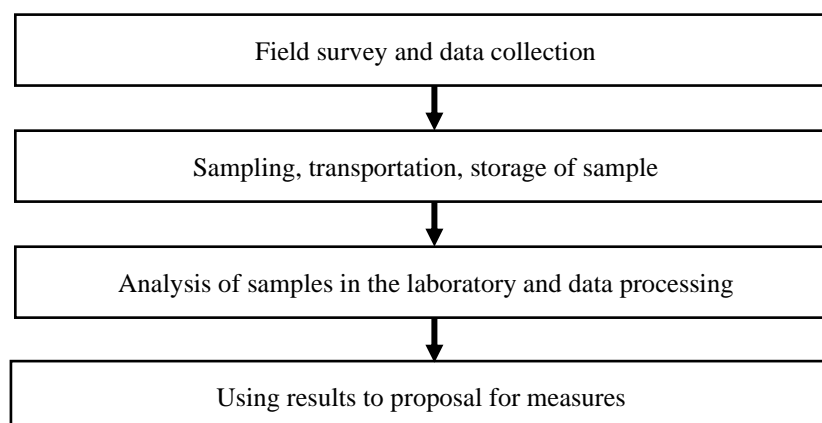 Field survey and data collection
Sampling, transportation, storage of sample
Analysis of samples in the laboratory and data processing
Using results to proposal for measures